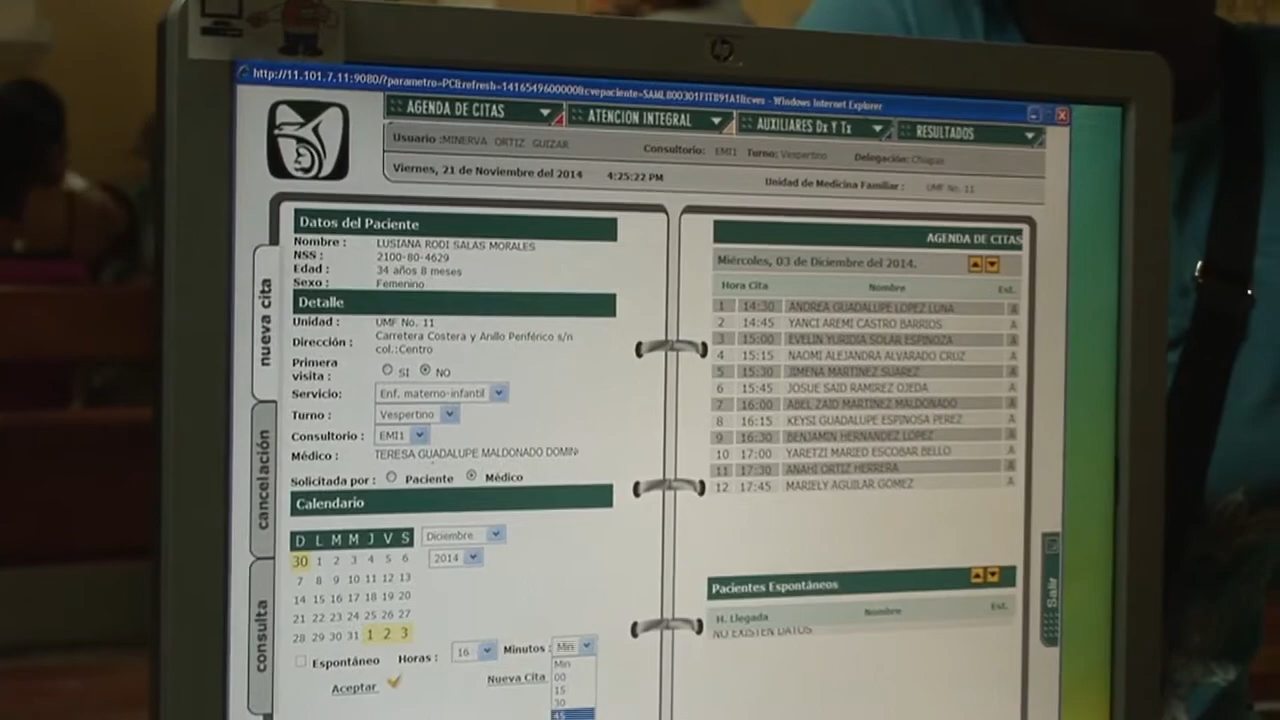 http://11.101.7.11:9080/?parametro=PC&refresh=1416549600000&cvepaciente=SAML800301F1T891A1&cves - Windows Internet Explorer
AGENDA DE CITAS ATENCION INTEGRAL AUXILIARES Dx Y Tx RESULTADOS
Usuario :MINERVA ORTIZ GUIZAR Consultorio: EMI1 Turno: Vespertino Delegación: Chiapas
Viernes, 21 de Noviembre del 2014 4:25:22 PM Unidad de Medicina Familiar : UMF No. 11
nueva cita
cancelación
consulta
Datos del Paciente
Nombre : LUSIANA RODI SALAS MORALES
NSS : 2100-80-4629
Edad : 34 años 8 meses
Sexo : Femenino
Detalle
Unidad : UMF No. 11
Dirección : Carretera Costera y Anillo Periférico s/n
col.:Centro
Primera
visita : SI NO
Servicio: Enf. materno-infantil
Turno : Vespertino
Consultorio : EMI1
Médico : TERESA GUADALUPE MALDONADO DOMIN
Solicitada por : Paciente Médico
Calendario
D L M M J V S Diciembre
30 1 2 3 4 5 6 2014
7 8 9 10 11 12 13
14 15 16 17 18 19 20
21 22 23 24 25 26 27
28 29 30 31 1 2 3
Espontáneo Horas : 16 Minutos : Min
Min
00
15
30
45
Aceptar Nueva Cita
AGENDA DE CITAS
Miércoles, 03 de Diciembre del 2014.
Hora Cita Nombre Est.
1 14:30 ANDREA GUADALUPE LOPEZ LUNA A
2 14:45 YANCI AREMI CASTRO BARRIOS A
3 15:00 EVELIN YURIDIA SOLAR ESPINOZA A
4 15:15 NAOMI ALEJANDRA ALVARADO CRUZ A
5 15:30 JIMENA MARTINEZ SUAREZ A
6 15:45 JOSUE SAID RAMIREZ OJEDA A
7 16:00 ABEL ZAID MARTINEZ MALDONADO A
8 16:15 KEYSI GUADALUPE ESPINOSA PEREZ A
9 16:30 BENJAMIN HERNANDEZ LOPEZ A
10 17:00 YARETZI MARIED ESCOBAR BELLO A
11 17:30 ANAHI ORTIZ HERRERA A
12 17:45 MARIELY AGUILAR GOMEZ A
Pacientes Espontáneos
H. Llegada Nombre Est.
NO EXISTEN DATOS
Salir
hp